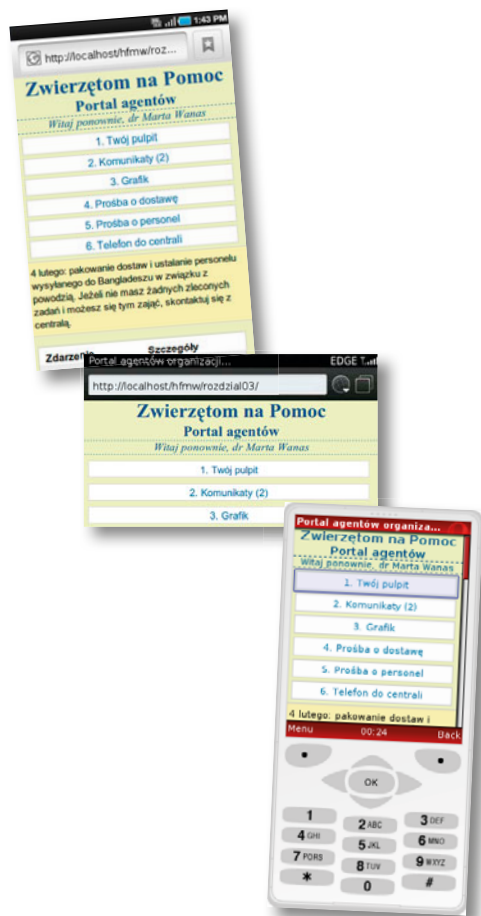 1:43 PM
http://localhost/hfmw/roz...
Zwierzętom na Pomoc
Portal agentów
Witaj ponownie, dr Marta Wanas
1. Twój pulpit
2. Komunikaty (2)
3. Grafik
4. Prośba o dostawę
5. Prośba o personel
6. Telefon do centrali
4 lutego: pakowanie dostaw i ustalanie personelu
wysyłanego do Bangladeszu w związku z
powodzią. Jeżeli nie masz żadnych zleconych
zadań i możesz się tym zająć, skontaktuj się z
centralą.
Zdarzenie Szczegóły
Portal agentów organizacji... EDGE
http://localhost/hfmw/rozdzial03/
Zwierzętom na Pomoc
Portal agentów
Witaj ponownie, dr Marta Wanas
1. Twój pulpit
2. Komunikaty (2)
3. Grafik
Portal agentów organiza...
Zwierzętom na Pomoc
Portal agentów
Witaj ponownie, dr Marta Wanas
1. Twój pulpit
2. Komunikaty (2)
3. Grafik
4. Prośba o dostawę
5. Prośba o personel
6. Telefon do centrali
4 lutego: pakowanie dostaw i
Menu 00:24 Back
OK
1 2 ABC 3 DEF
4 GHI 5 JKL 6 MNO
7 PQRS 8 TUV 9 WXYZ
* 0 #